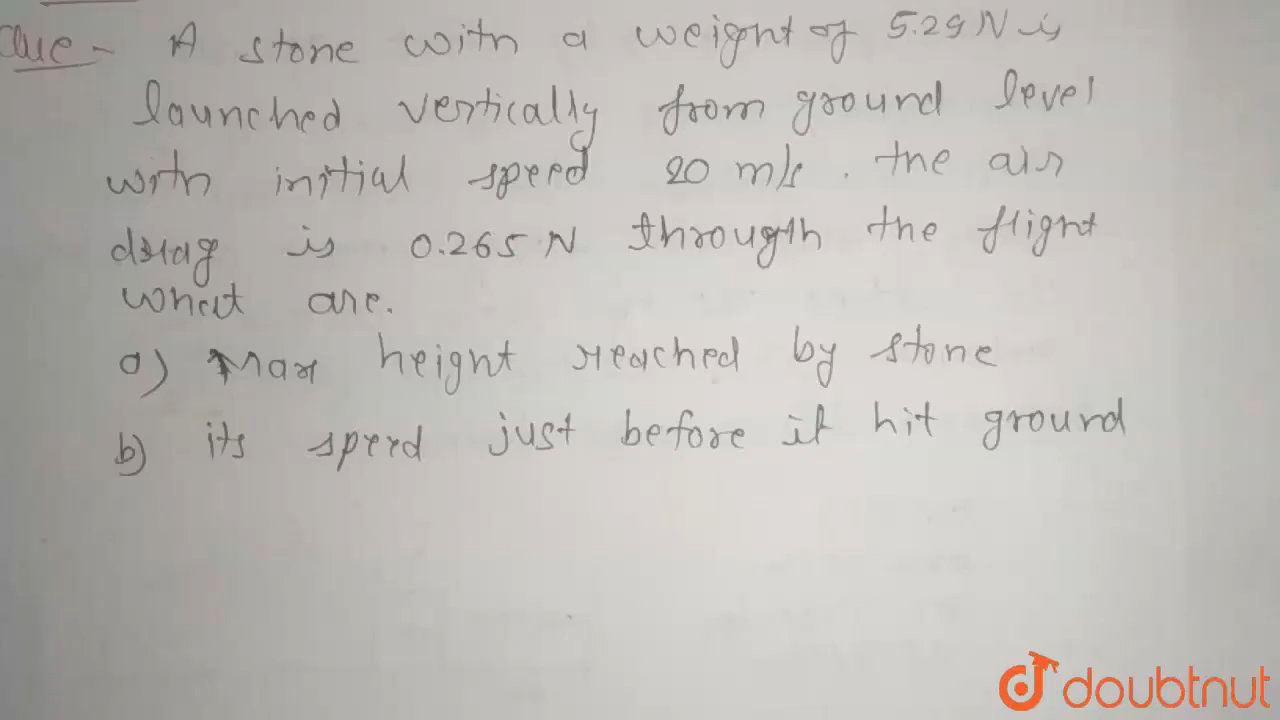 Que - A stone with a weight of 5.29 N is
launched vertically from ground level
with initial speed 20 m/s. the air
drag is 0.265 N througth the flight
what are.
a) Max height reached by stone
b) its speed just before it hit ground
doubtnut